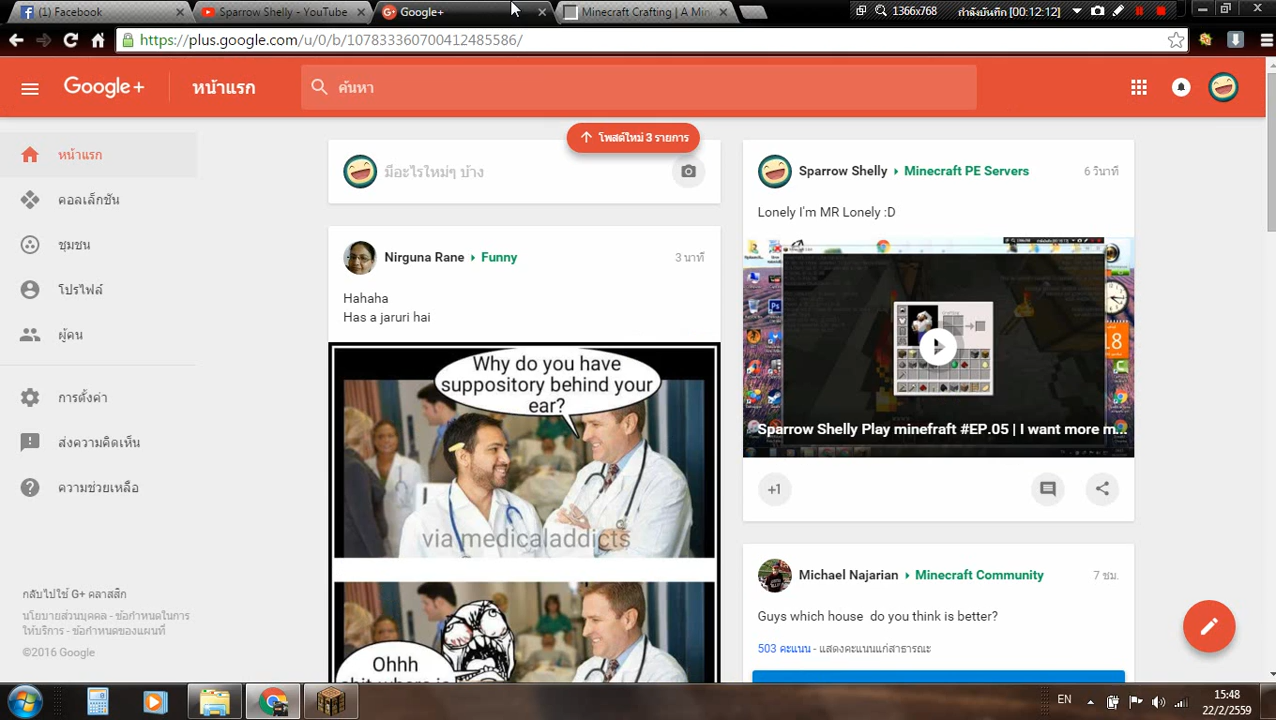 (1) Facebook
Sparrow Shelly - YouTube
Google+
Minecraft Crafting | A Min
1366x768
กำลังบันทึก [00:12:12]
https://plus.google.com/u/0/b/107833360700412485586/
Google+
หน้าแรก
ค้นหา
หน้าแรก
คอลเล็กชัน
ชุมชน
โปรไฟล์
ผู้คน
การตั้งค่า
ส่งความคิดเห็น
ความช่วยเหลือ
กลับไปใช้ G+ คลาสสิก
นโยบายส่วนบุคคล - ข้อกำหนดในการ
ให้บริการ - ข้อกำหนดของแผนที่
©2016 Google
โพสต์ใหม่ 3 รายการ
มีอะไรใหม่ๆ บ้าง
Nirguna Rane Funny
3 นาที
Hahaha
Has a jaruri hai
Why do you have
suppository behind your
ear?
via medicaladdicts
Ohhh
Sparrow Shelly Minecraft PE Servers
6 วินาที
Lonely I'm MR Lonely :D
18
Sparrow Shelly Play minefraft #EP.05 | I want more m...
+1
Michael Najarian Minecraft Community
7 ชม.
Guys which house do you think is better?
503 คะแนน - แสดงคะแนนแก่สาธารณะ
EN
15:48
22/2/2559